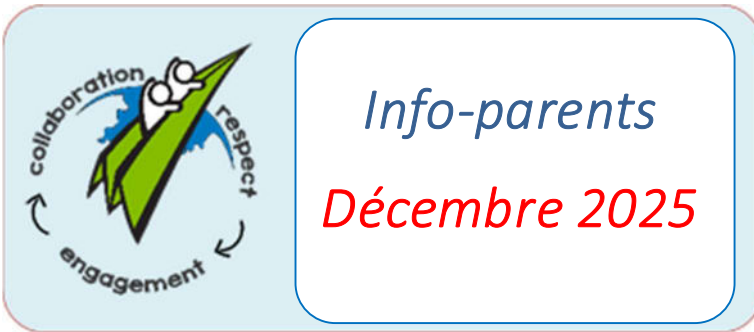 collaboration
respect
engagement
Info-parents
Décembre 2025